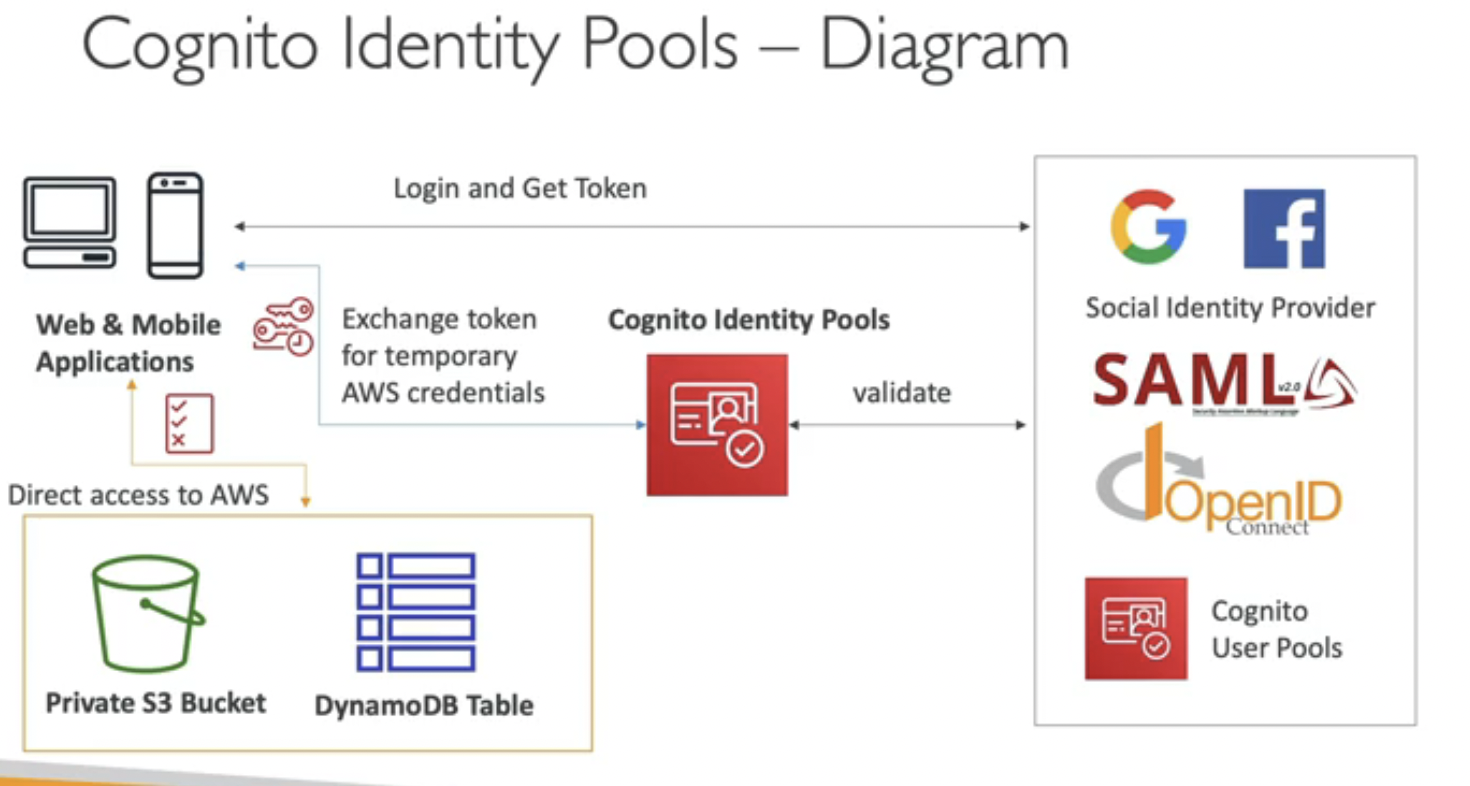 Cognito Identity Pools – Diagram
Login and Get Token
Web & Mobile
Applications
Exchange token
for temporary
AWS credentials
Cognito Identity Pools
validate
Social Identity Provider
SAML v2.0
Security Assertion Markup Language
OpenID
Connect
Cognito
User Pools
Direct access to AWS
Private S3 Bucket
DynamoDB Table